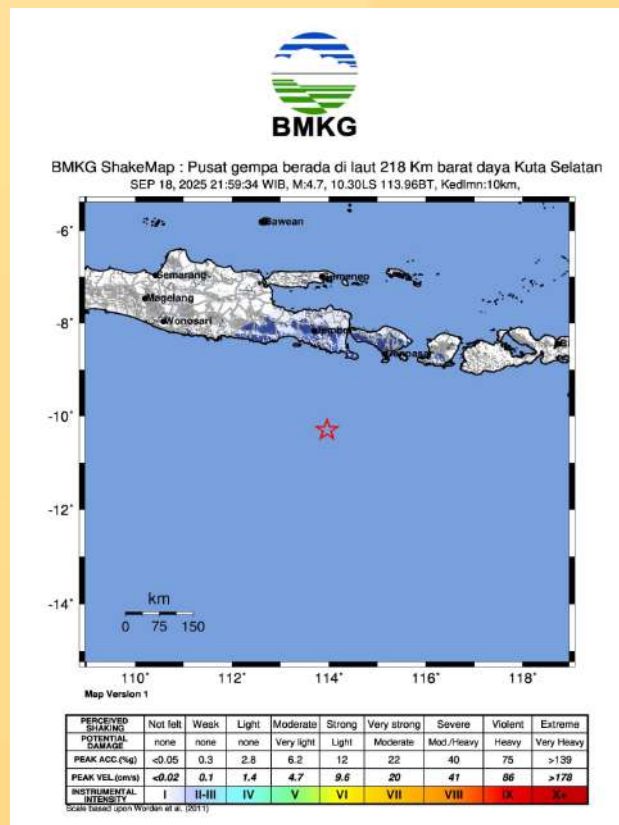 BMKG
BMKG ShakeMap : Pusat gempa berada di laut 218 Km barat daya Kuta Selatan
SEP 18, 2025 21:59:34 WIB, M:4.7, 10.30LS 113.96BT, Kedlmn:10km,
-6°
Bawean
Semarang
Sumenep
Magelang
-8°
Wonosari
Jember
Denpasar
-10°
-12°
-14°
km
0 75 150
110° 112° 114° 116° 118°
Map Version 1
PERCEIVED SHAKING Not felt Weak Light Moderate Strong Very strong Severe Violent Extreme
POTENTIAL DAMAGE none none none Very light Light Moderate Mod./Heavy Heavy Very Heavy
PEAK ACC.(%g) <0.05 0.3 2.8 6.2 12 22 40 75 >139
PEAK VEL.(cm/s) <0.02 0.1 1.4 4.7 9.6 20 41 86 >178
INSTRUMENTAL INTENSITY I II-III IV V VI VII VIII IX X+
Scale based upon Worden et al. (2011)